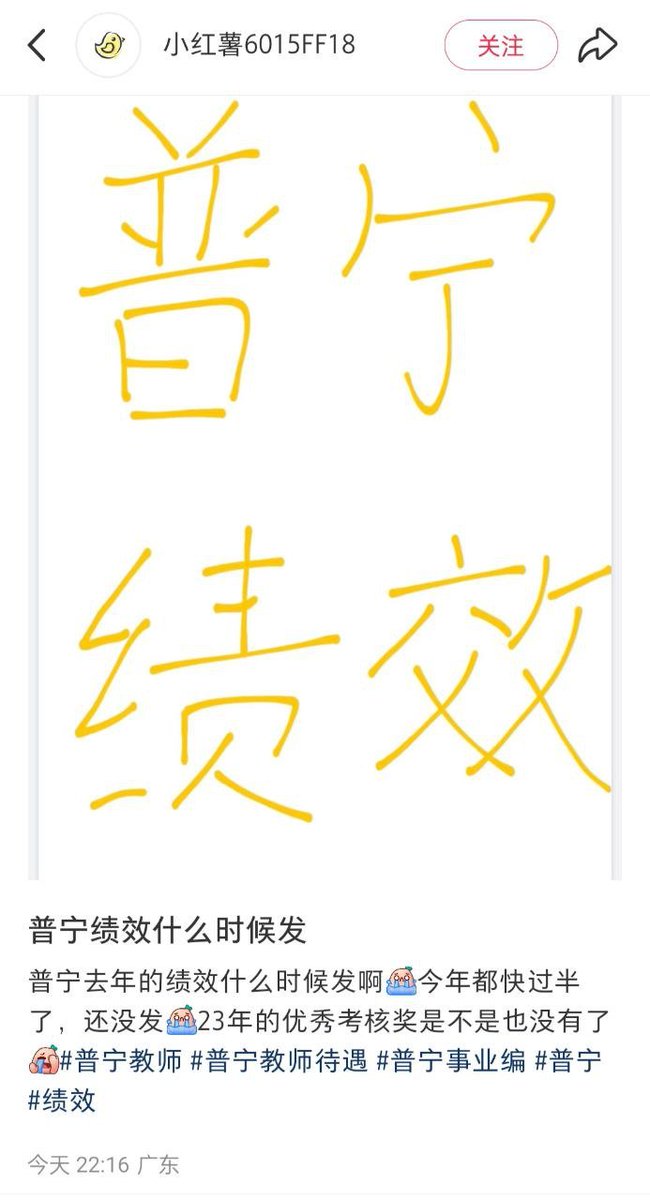 小红薯6015FF18
关注
普宁
绩效
普宁绩效什么时候发
普宁去年的绩效什么时候发啊今年都快过半
了，还没发23年的优秀考核奖是不是也没有了
#普宁教师 #普宁教师待遇 #普宁事业编 #普宁
#绩效
今天 22:16 广东